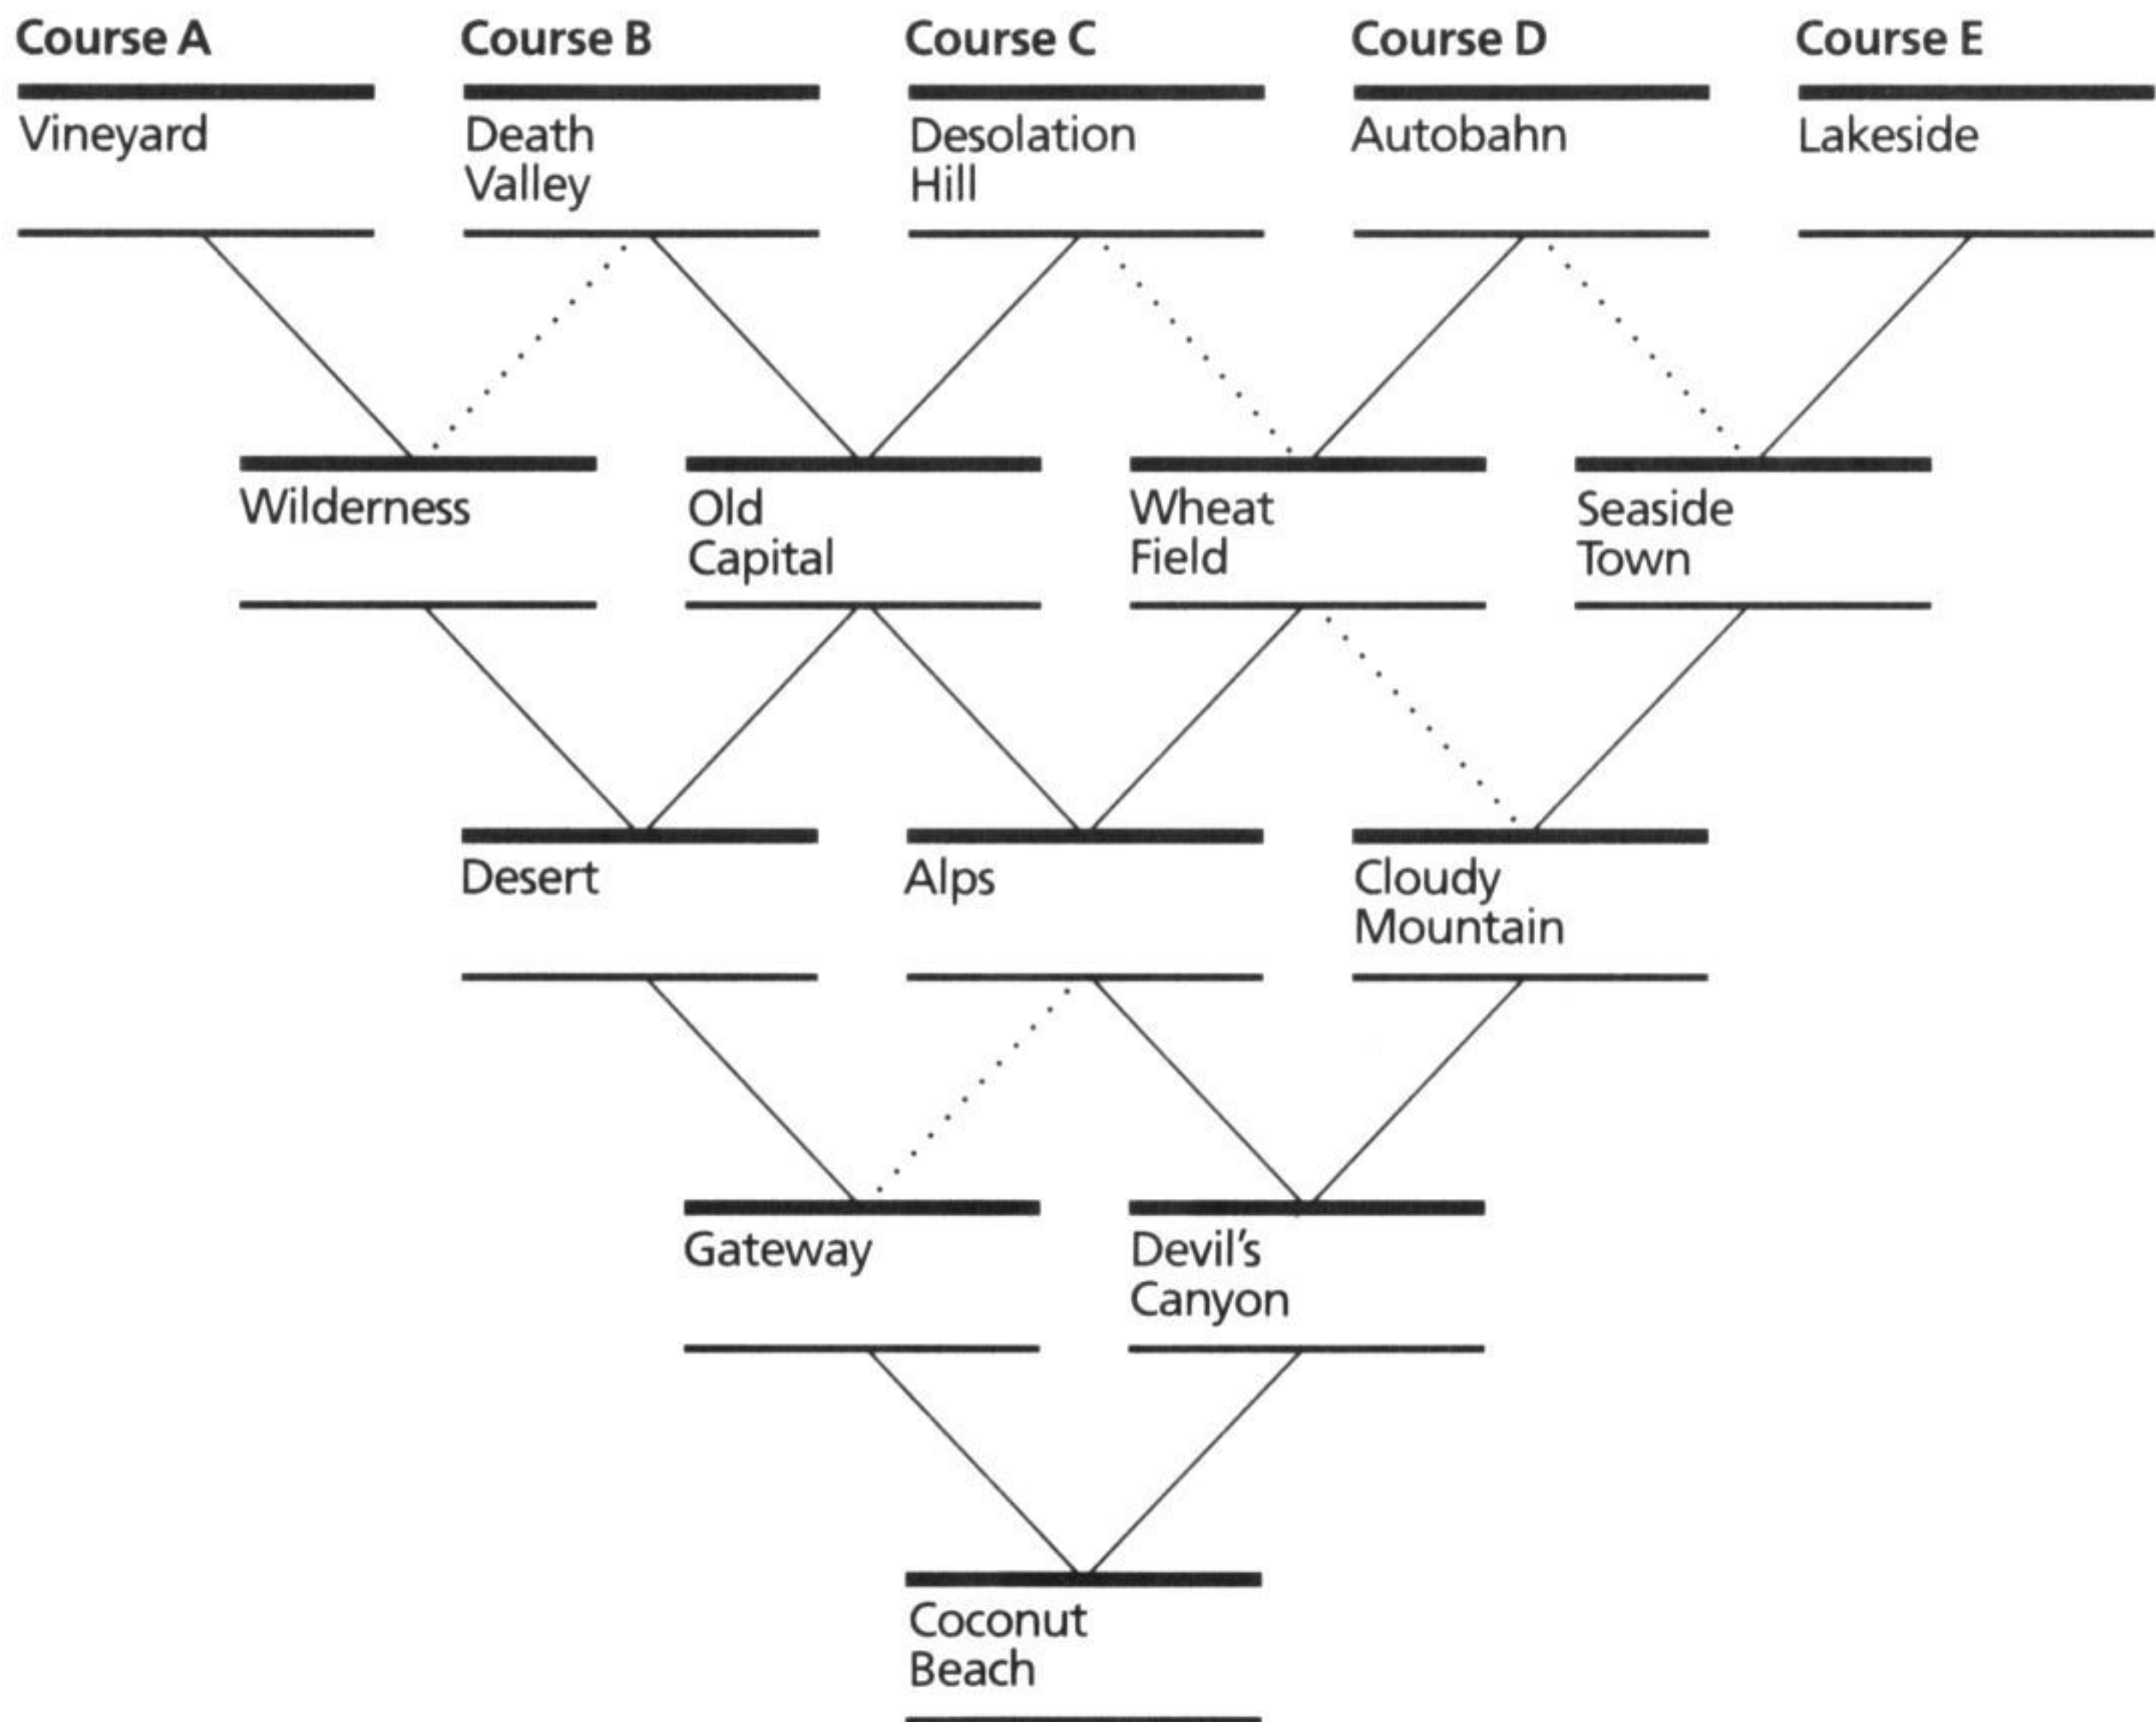 Course A
Course B
Course C
Course D
Course E
Vineyard
Death
Valley
Desolation
Hill
Autobahn
Lakeside
Wilderness
Old
Capital
Wheat
Field
Seaside
Town
Desert
Alps
Cloudy
Mountain
Gateway
Devil's
Canyon
Coconut
Beach